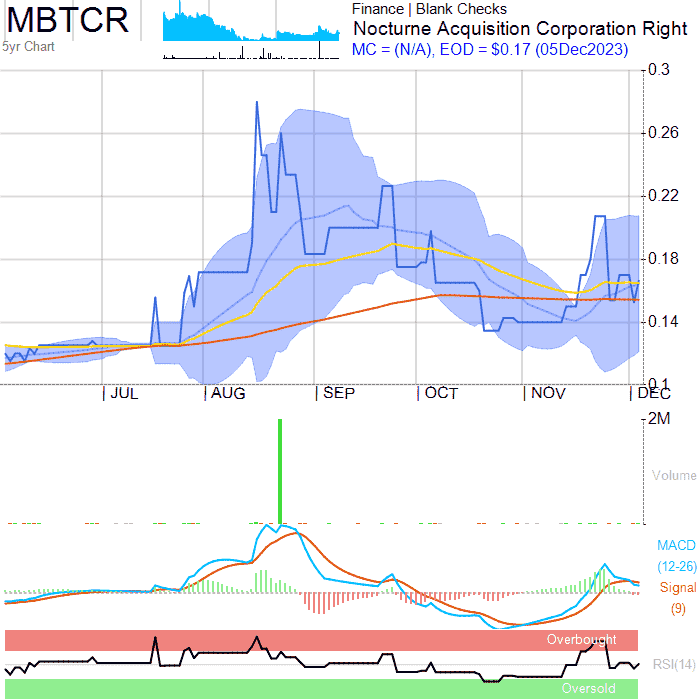 MBTCR
5yr Chart
Finance | Blank Checks
Nocturne Acquisition Corporation Right
MC = (N/A), EOD = $0.17 (05Dec2023)
0.3
0.26
0.22
0.18
0.14
0.1
JUL
AUG
SEP
OCT
NOV
DEC
2M
Volume
MACD
(12-26)
Signal
(9)
Overbought
RSI(14)
Oversold